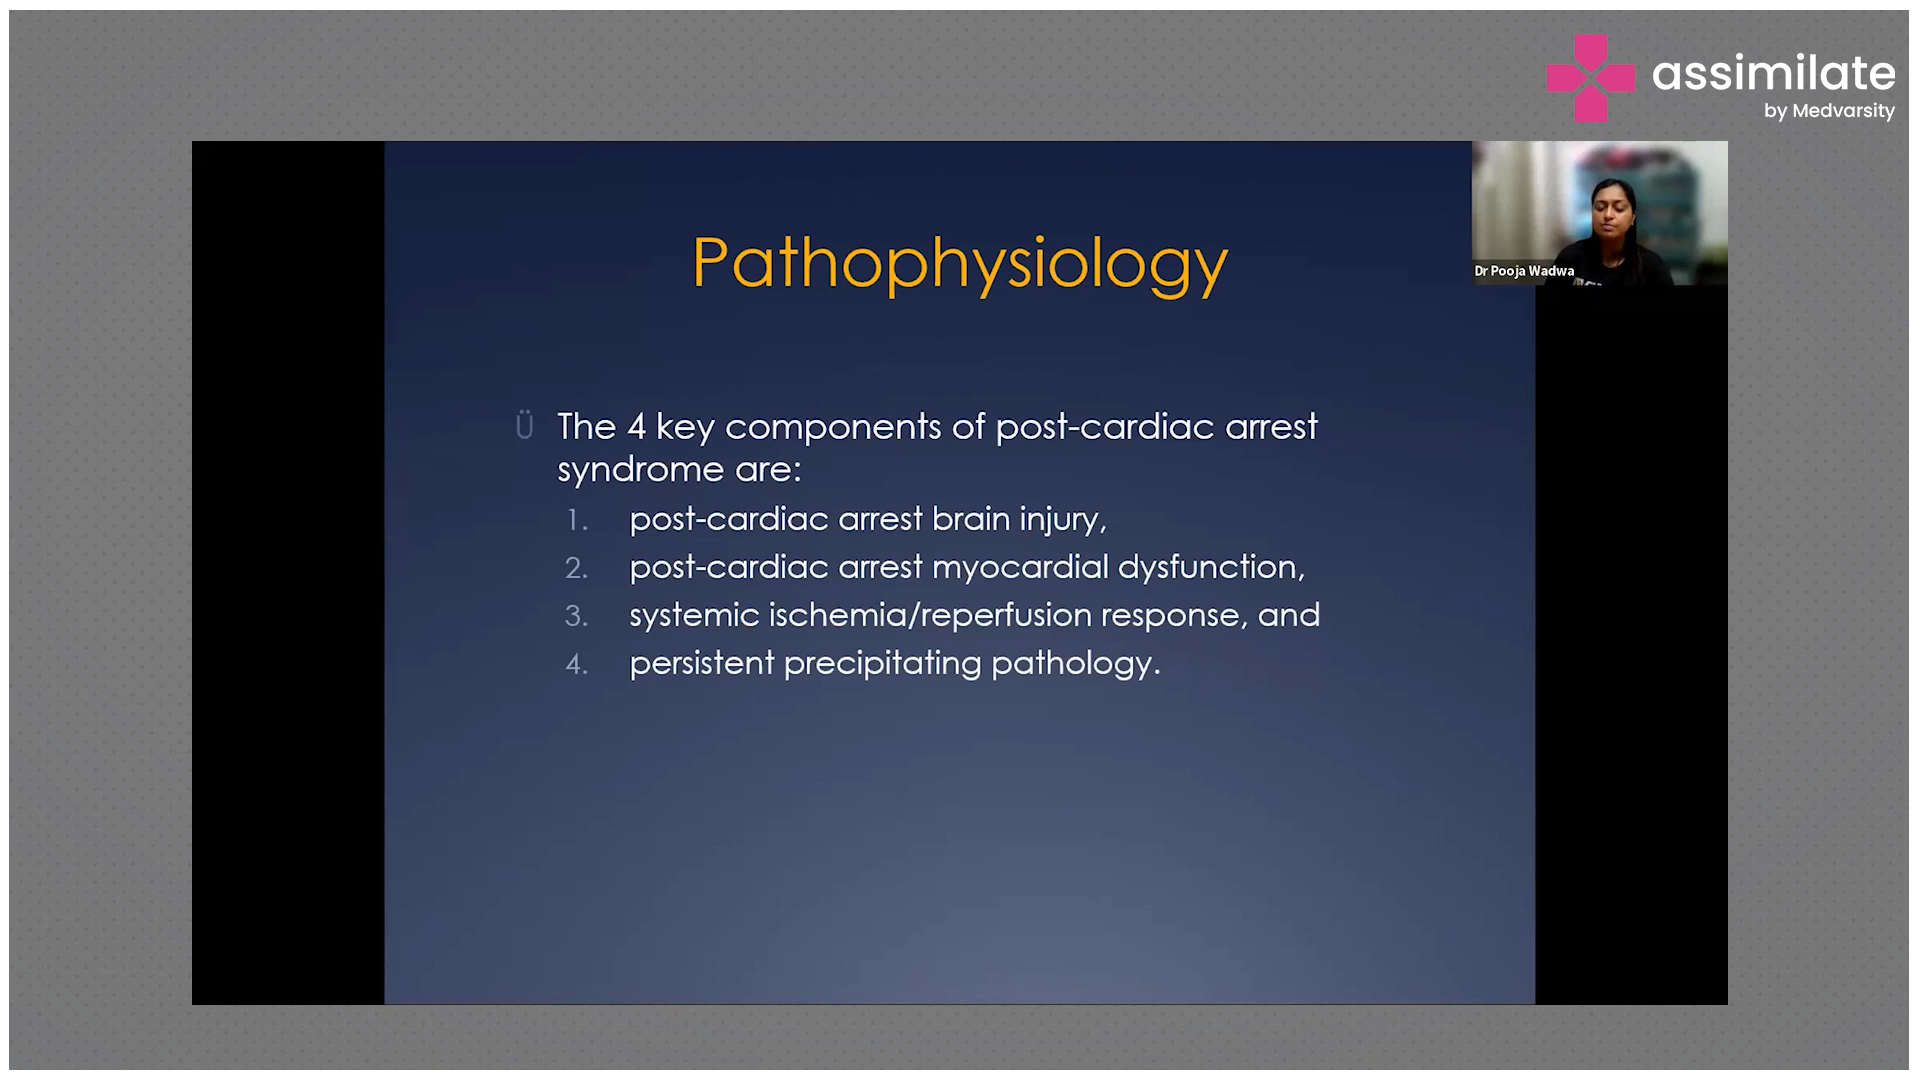 assimilate
by Medvarsity
Pathophysiology
Dr Pooja Wadwa
Ü The 4 key components of post-cardiac arrest
syndrome are:
1. post-cardiac arrest brain injury,
2. post-cardiac arrest myocardial dysfunction,
3. systemic ischemia/reperfusion response, and
4. persistent precipitating pathology.